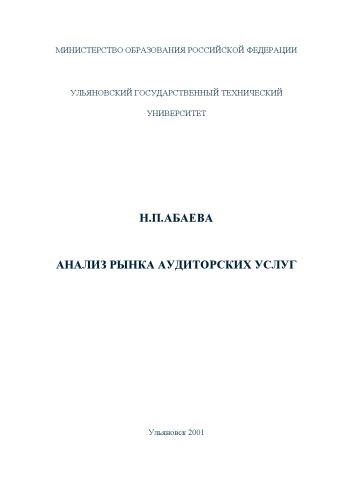 МИНИСТЕРСТВО ОБРАЗОВАНИЯ РОССИЙСКОЙ ФЕДЕРАЦИИ
УЛЬЯНОВСКИЙ ГОСУДАРСТВЕННЫЙ ТЕХНИЧЕСКИЙ
УНИВЕРСИТЕТ
Н.П.АБАЕВА
АНАЛИЗ РЫНКА АУДИТОРСКИХ УСЛУГ
Ульяновск 2001